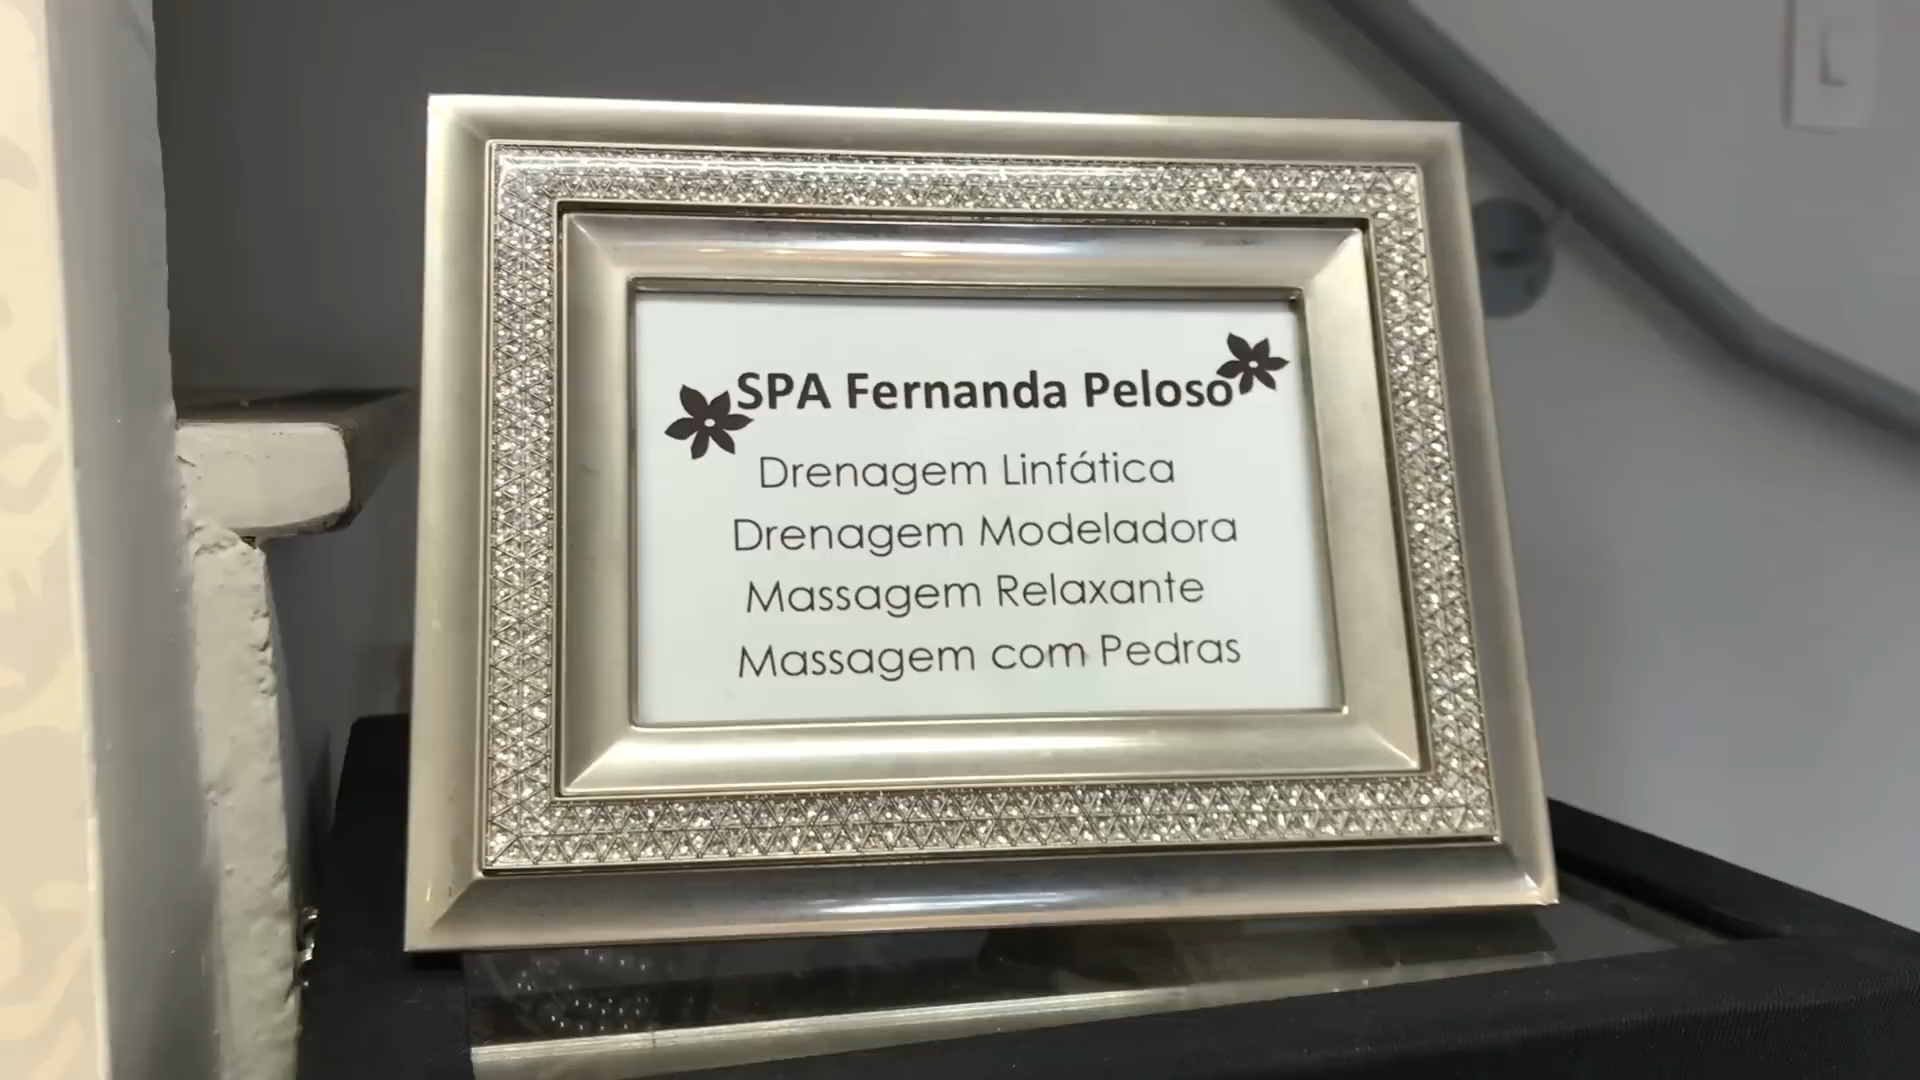 SPA Fernanda Peloso
Drenagem Linfática
Drenagem Modeladora
Massagem Relaxante
Massagem com Pedras